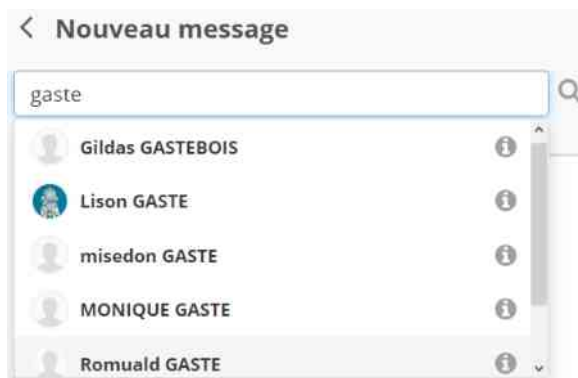 Nouveau message
gaste
Gildas GASTEBOIS
Lison GASTE
misedon GASTE
MONIQUE GASTE
Romuald GASTE